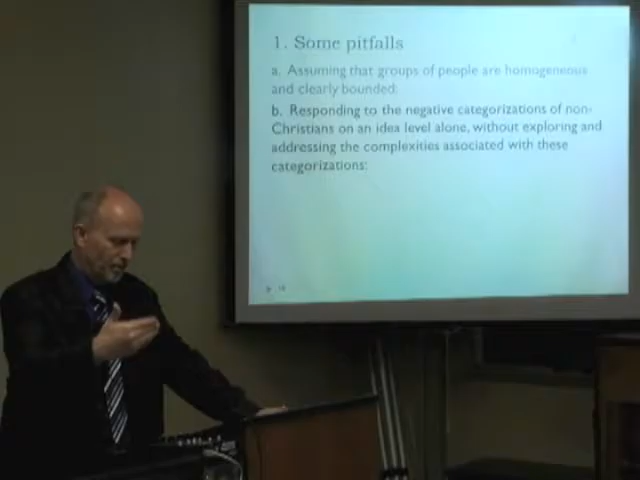 1. Some pitfalls
a. Assuming that groups of people are homogeneous
and clearly bounded:
b. Responding to the negative categorizations of non-
Christians on an idea level alone, without exploring and
addressing the complexities associated with these
categorizations: